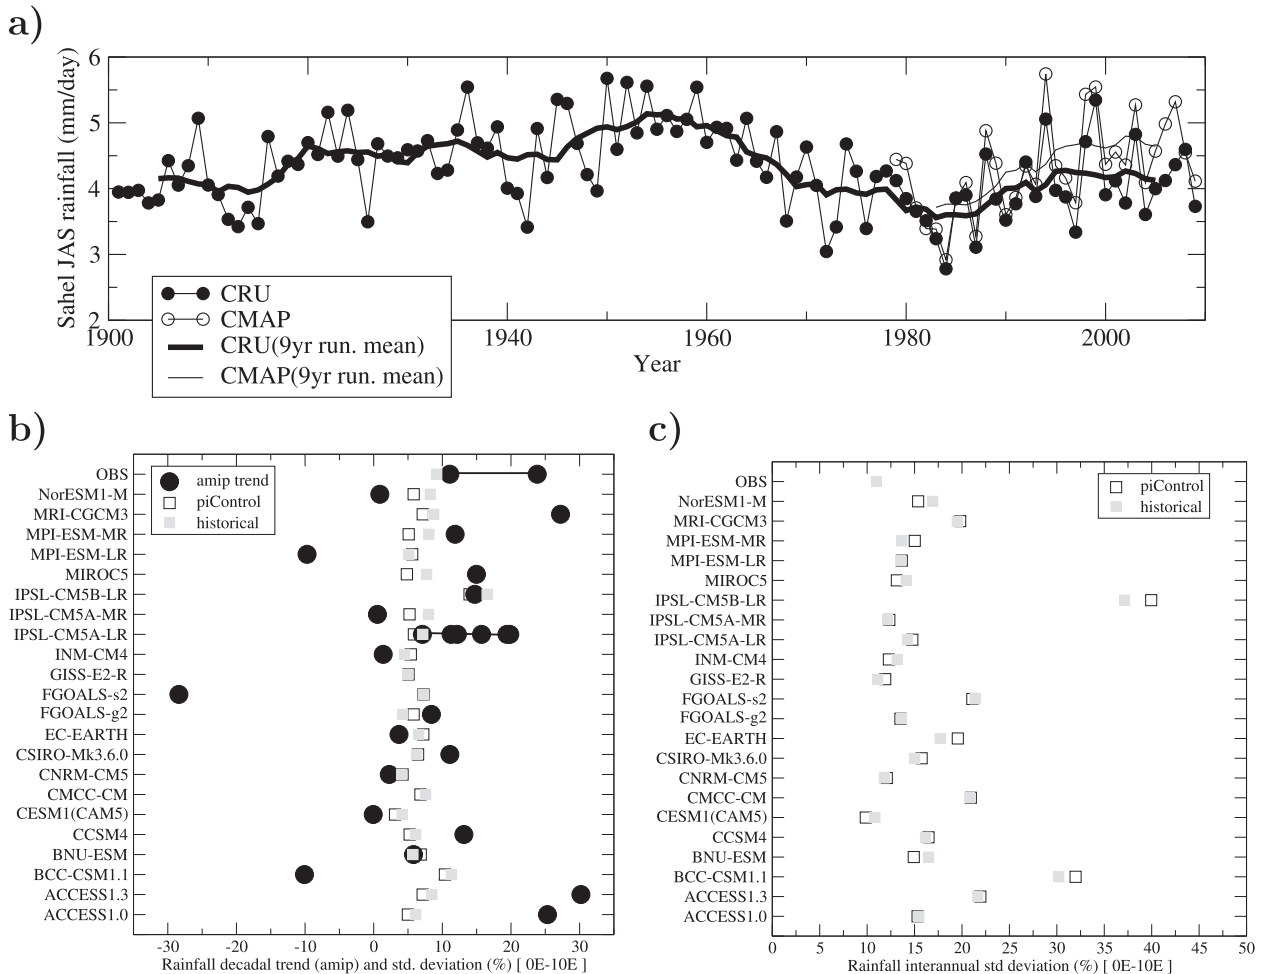 a)
Sahel JAS rainfall (mm/day)
6
5
4
3
2
1900
1940
1960
1980
2000
Year
CRU
CMAP
CRU(9yr run. mean)
CMAP(9yr run. mean)
b)
OBS
NorESM1-M
MRI-CGCM3
MPI-ESM-MR
MPI-ESM-LR
MIROC5
IPSL-CM5B-LR
IPSL-CM5A-MR
IPSL-CM5A-LR
INM-CM4
GISS-E2-R
FGOALS-s2
FGOALS-g2
EC-EARTH
CSIRO-Mk3.6.0
CNRM-CM5
CMCC-CM
CESM1(CAM5)
CCSM4
BNU-ESM
BCC-CSM1.1
ACCESS1.3
ACCESS1.0
amip trend
piControl
historical
-30 -20 -10 0 10 20 30
Rainfall decadal trend (amip) and std. deviation (%) [ 0E-10E ]
c)
OBS
NorESM1-M
MRI-CGCM3
MPI-ESM-MR
MPI-ESM-LR
MIROC5
IPSL-CM5B-LR
IPSL-CM5A-MR
IPSL-CM5A-LR
INM-CM4
GISS-E2-R
FGOALS-s2
FGOALS-g2
EC-EARTH
CSIRO-Mk3.6.0
CNRM-CM5
CMCC-CM
CESM1(CAM5)
CCSM4
BNU-ESM
BCC-CSM1.1
ACCESS1.3
ACCESS1.0
piControl
historical
0 5 10 15 20 25 30 35 40 45 50
Rainfall interannual std deviation (%) [ 0E-10E ]